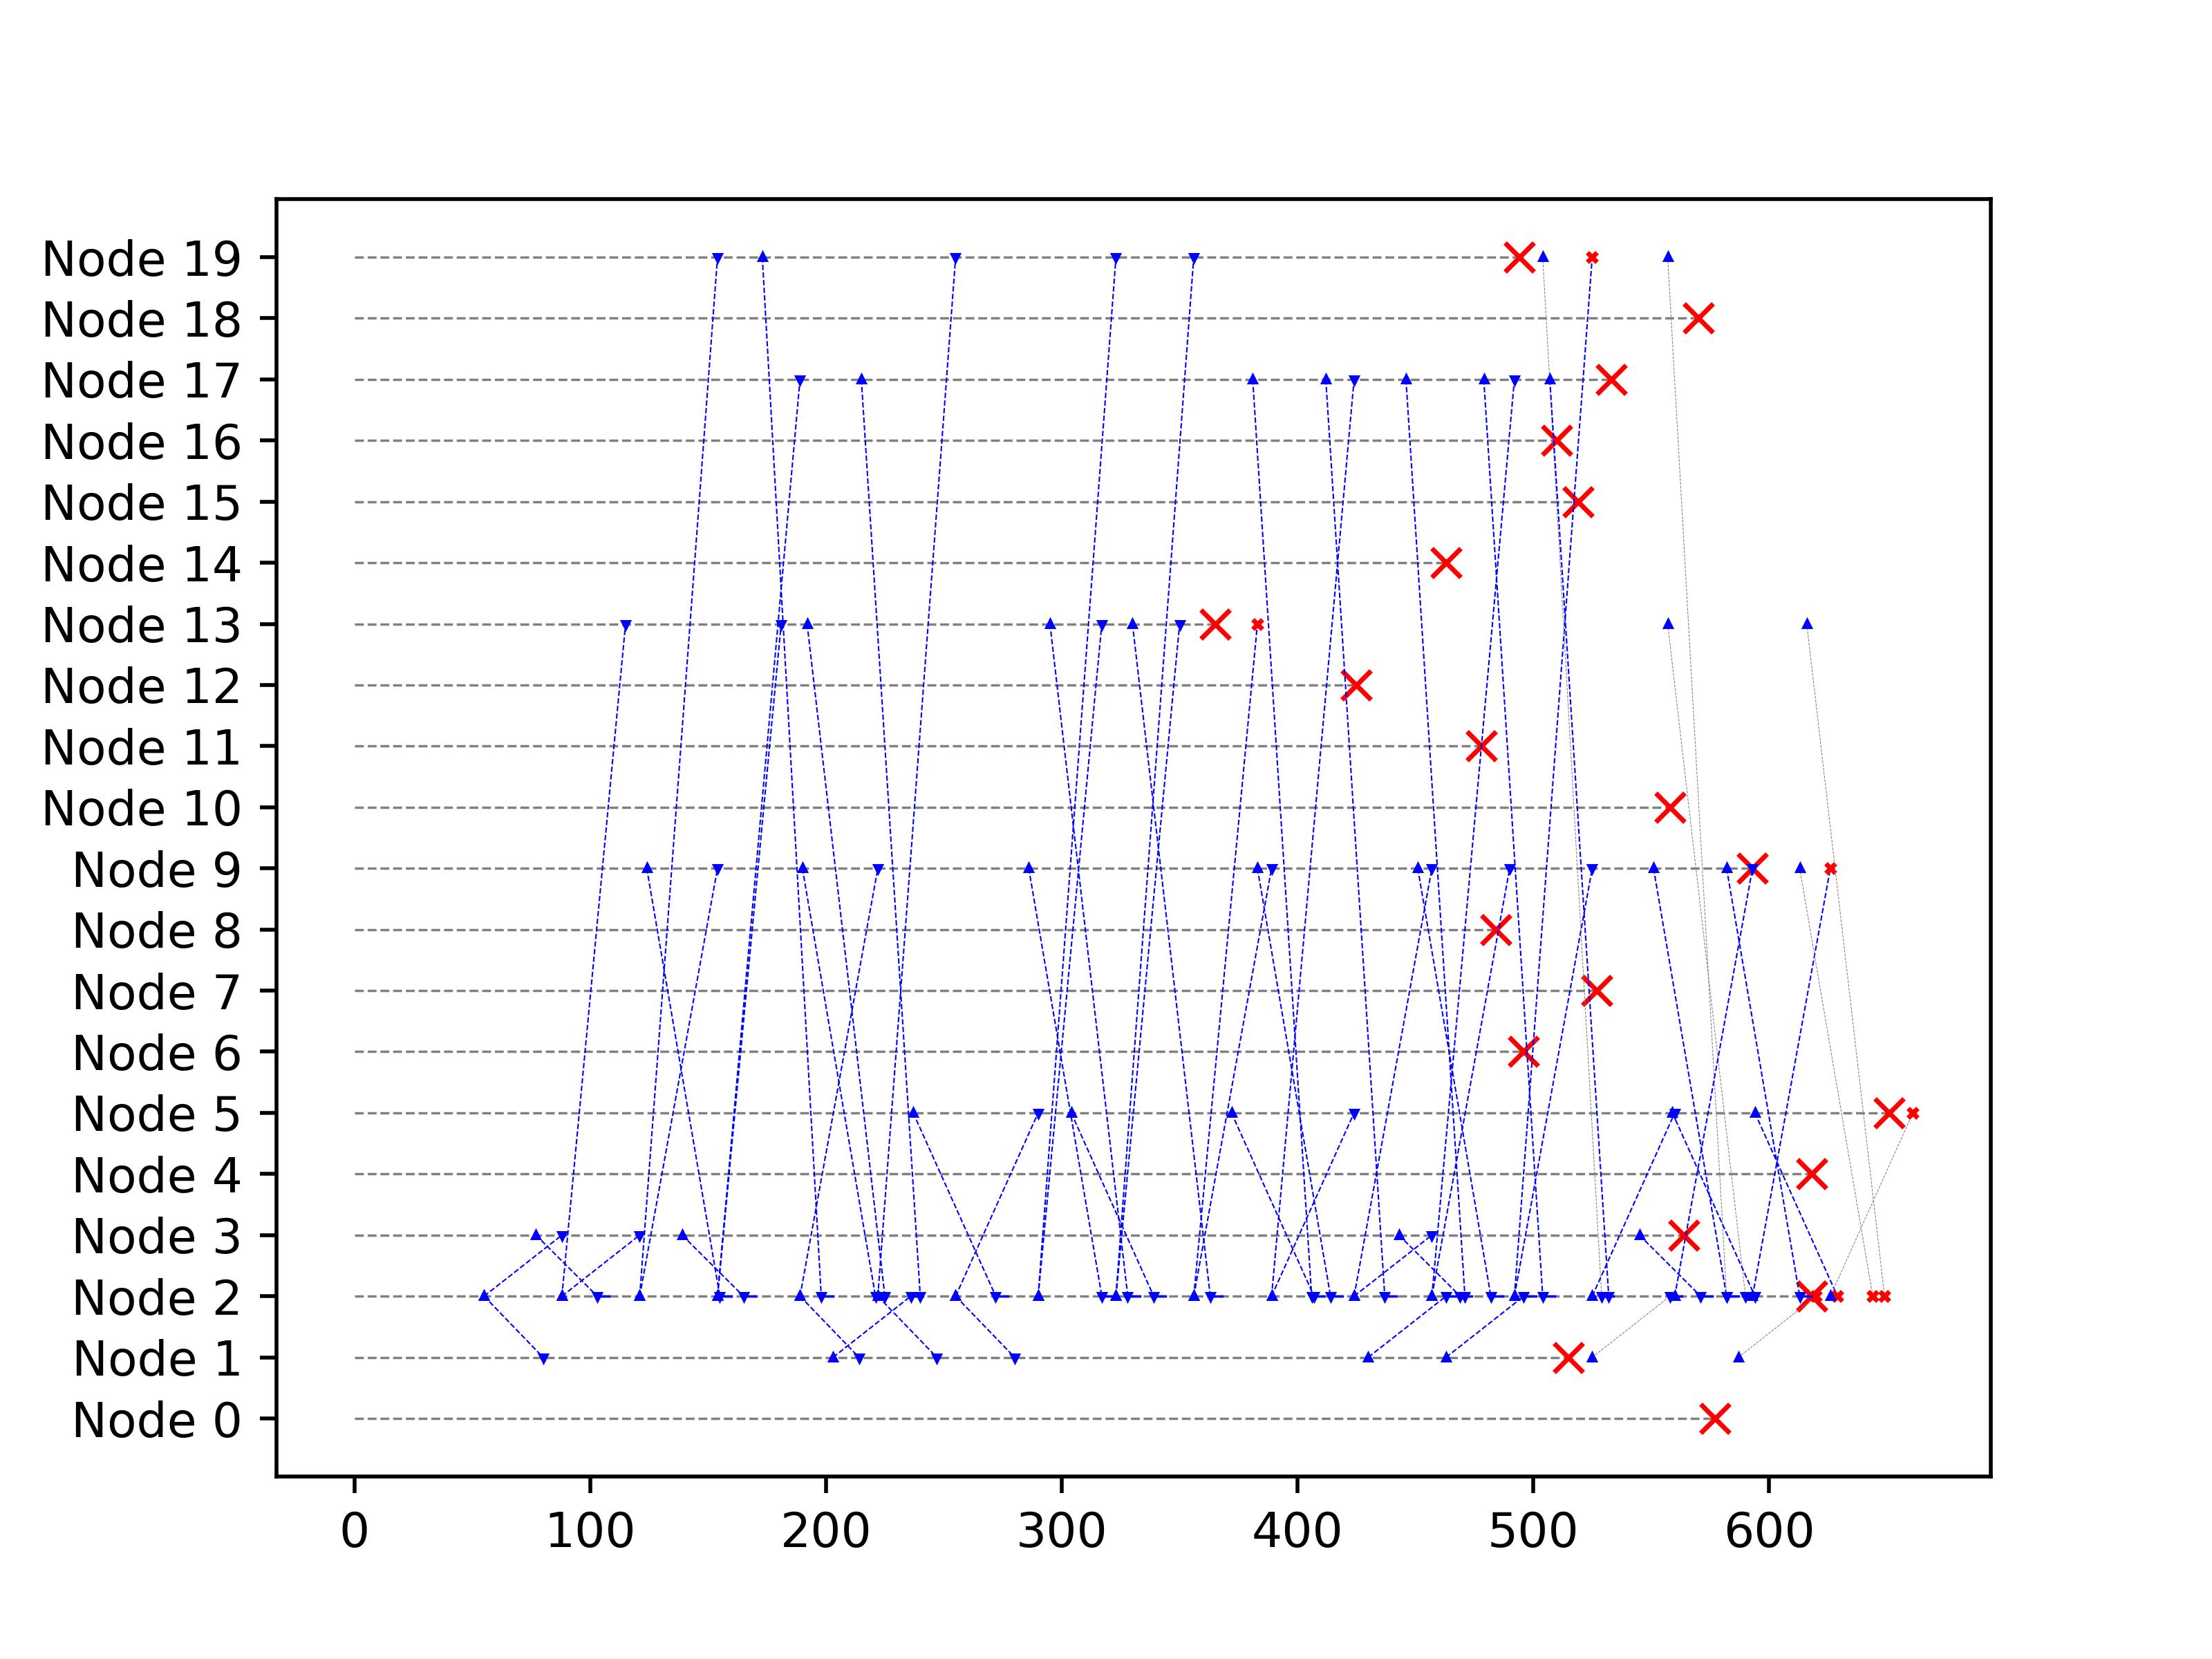 Node 19
Node 18
Node 17
Node 16
Node 15
Node 14
Node 13
Node 12
Node 11
Node 10
Node 9
Node 8
Node 7
Node 6
Node 5
Node 4
Node 3
Node 2
Node 1
Node 0
0 100 200 300 400 500 600